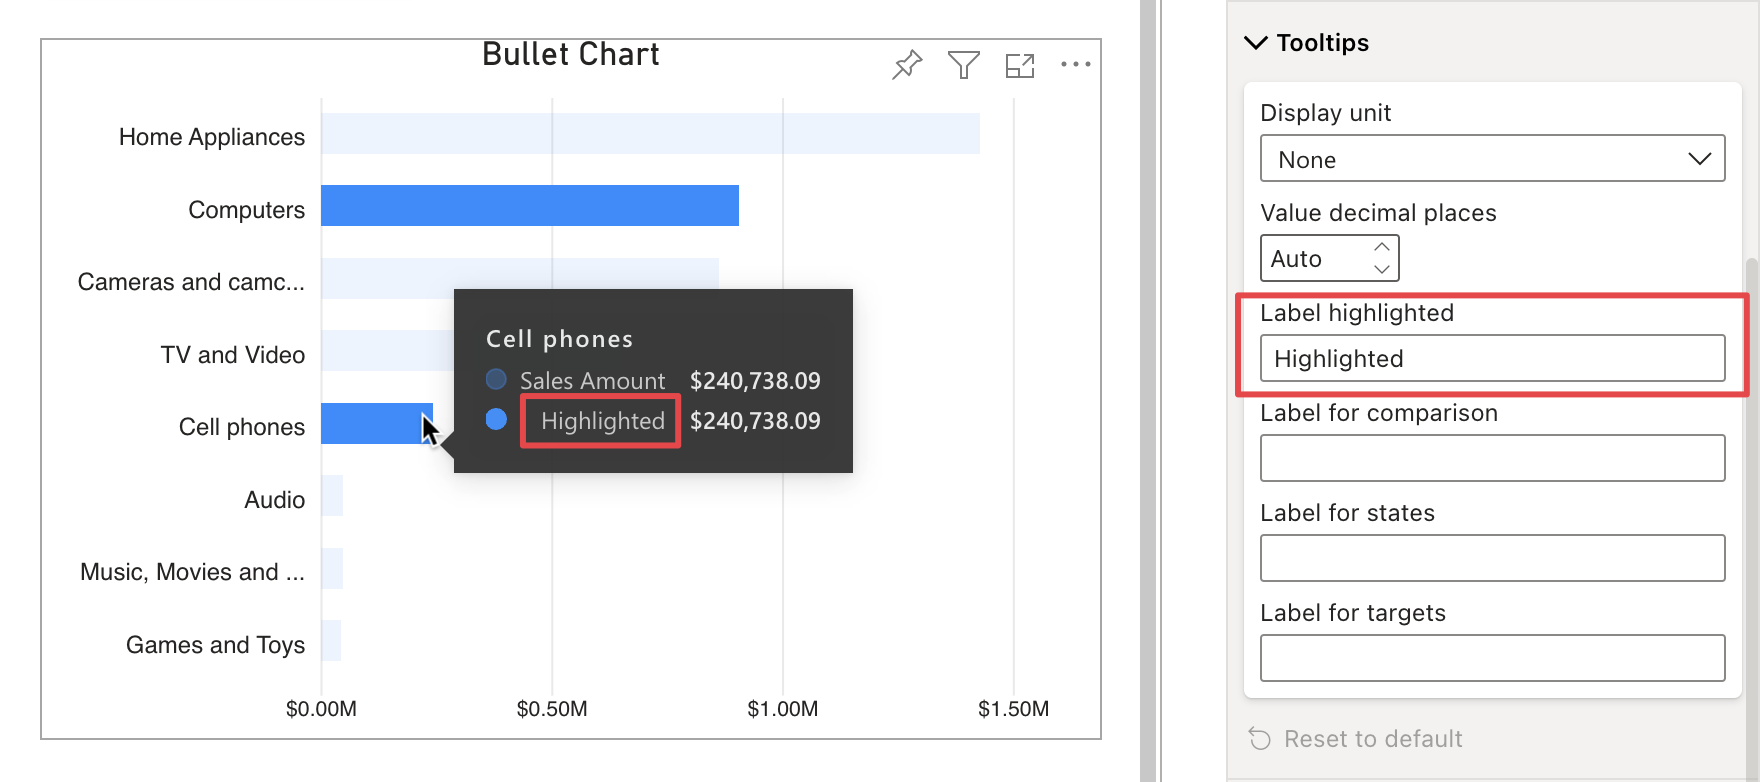 Bullet Chart
Home Appliances
Computers
Cameras and camc...
TV and Video
Cell phones
Audio
Music, Movies and ...
Games and Toys
$0.00M
$0.50M
$1.00M
$1.50M
Cell phones
Sales Amount $240,738.09
Highlighted $240,738.09
Tooltips
Display unit
None
Value decimal places
Auto
Label highlighted
Highlighted
Label for comparison
Label for states
Label for targets
Reset to default